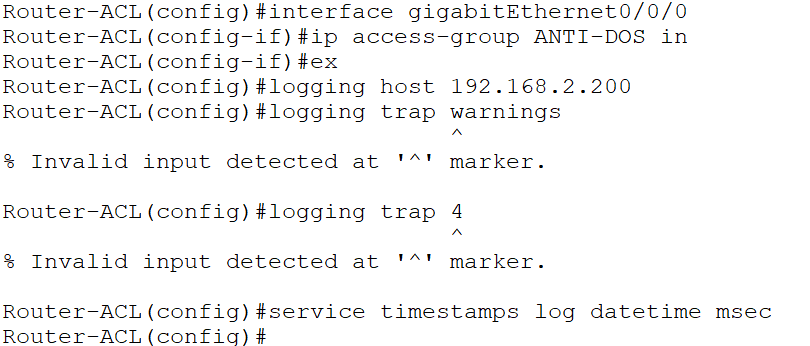 Router-ACL(config)#interface gigabitEthernet0/0/0
Router-ACL(config-if)#ip access-group ANTI-DOS in
Router-ACL(config-if)#ex
Router-ACL(config)#logging host 192.168.2.200
Router-ACL(config)#logging trap warnings
^
% Invalid input detected at '^' marker.
Router-ACL(config)#logging trap 4
^
% Invalid input detected at '^' marker.
Router-ACL(config)#service timestamps log datetime msec
Router-ACL(config)#